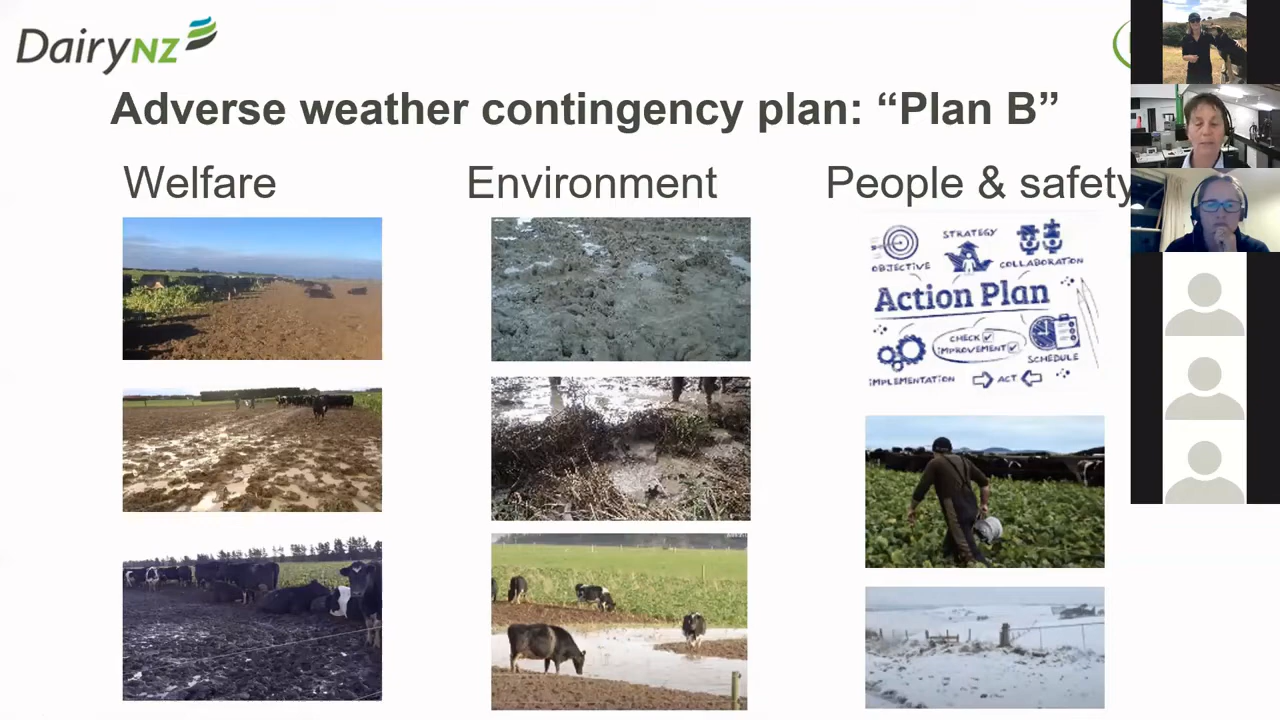 DairyNZ
Adverse weather contingency plan: “Plan B”
Welfare
Environment
People & safety
STRATEGY
OBJECTIVE
COLLABORATION
Action Plan
CHECK
IMPROVEMENT
SCHEDULE
IMPLEMENTATION
ACT